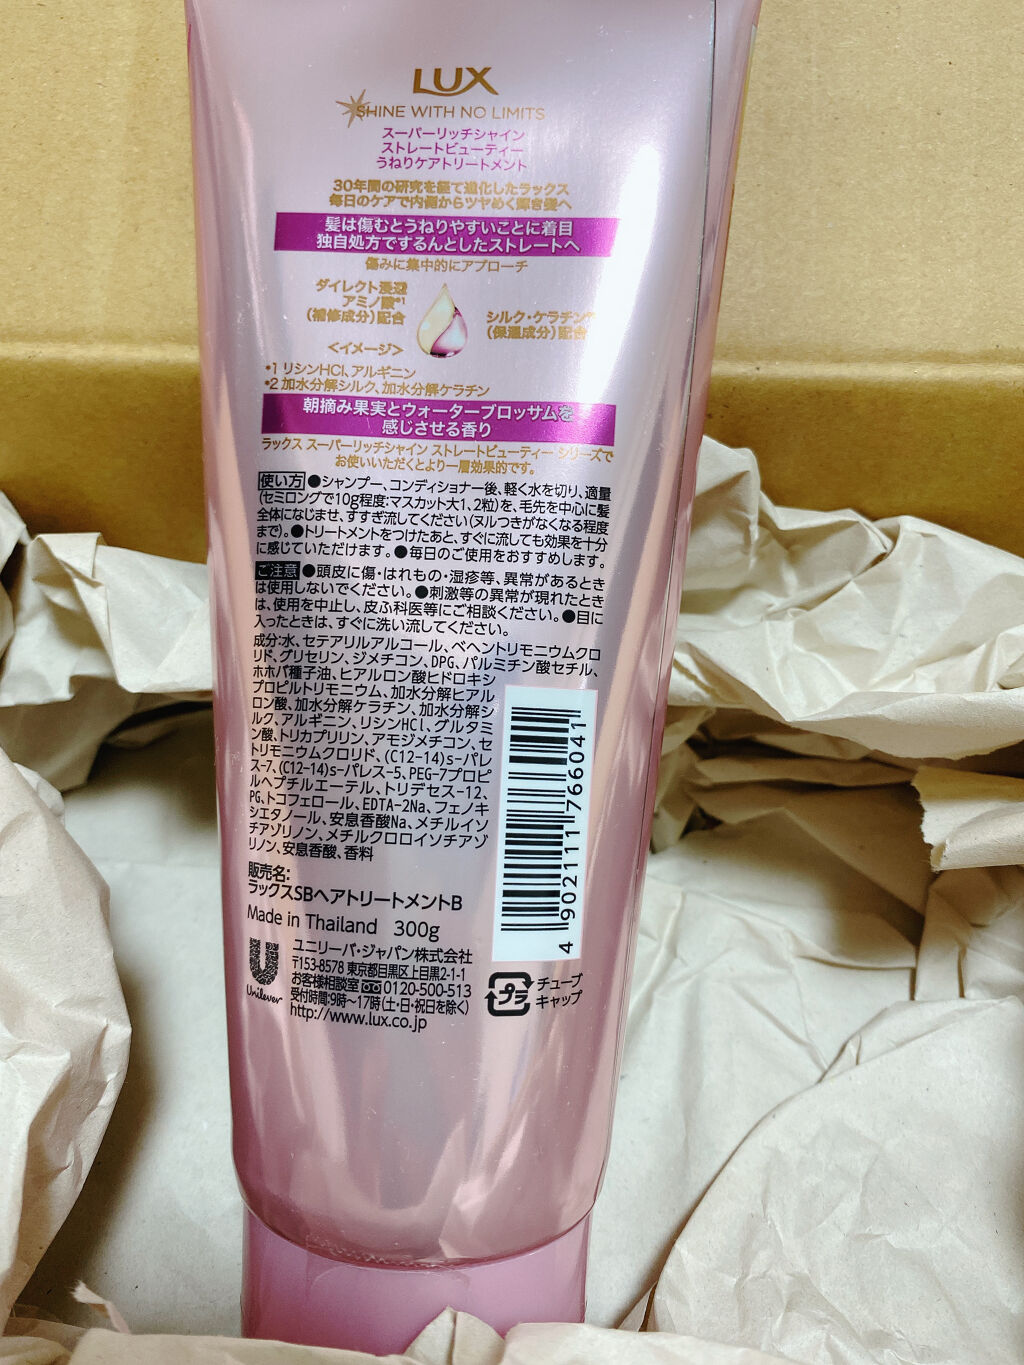 LUX
SHINE WITH NO LIMITS
スーパーリッチシャイン
ストレートビューティー
うねりケアトリートメント
30年間の研究を経て進化したラックス
毎日のケアで内側からツヤめく輝き髪へ
髪は傷むとうねりやすいことに着目
独自処方でするんとしたストレートへ
傷みに集中的にアプローチ
ダイレクト浸透
アミノ酸*1
(補修成分)配合
シルク・ケラチン*
(保湿成分)配合
<イメージ>
*1 リシンHCl、アルギニン
*2 加水分解シルク、加水分解ケラチン
朝摘み果実とウォーターブロッサムを
感じさせる香り
ラックス スーパーリッチシャイン ストレートビューティー シリーズで
お使いいただくとより一層効果的です。
使い方 ●シャンプー、コンディショナー後、軽く水を切り、適量
(セミロングで10g程度:マスカット大1、2粒)を、毛先を中心に髪
全体になじませ、すすぎ流してください(ヌルつきがなくなる程度
まで)。●トリートメントをつけたあと、すぐに流しても効果を十分
に感じていただけます。●毎日のご使用をおすすめします。
ご注意 ●頭皮に傷・はれもの・湿疹等、異常があるとき
は使用しないでください。●刺激等の異常が現れたとき
は、使用を中止し、皮ふ科医等にご相談ください。●目に
入ったときは、すぐに洗い流してください。
成分:水、セテアリルアルコール、ベヘントリモニウムクロ
リド、グリセリン、ジメチコン、DPG、パルミチン酸セチル、
ホホバ種子油、ヒアルロン酸ヒドロキシ
プロピルトリモニウム、加水分解ヒアル
ロン酸、加水分解ケラチン、加水分解シ
ルク、アルギニン、リシンHCl、グルタミ
ン酸、トリカプリリン、アモジメチコン、セ
トリモニウムクロリド、(C12-14)s-パレ
ス-7、(C12-14)s-パレス-5、PEG-7プロピ
ルヘプチルエーテル、トリデセス-12、
PG、トコフェロール、EDTA-2Na、フェノキ
シエタノール、安息香酸Na、メチルイソ
チアゾリノン、メチルクロロイソチアゾ
リノン、安息香酸、香料
4 902111 766041
販売名:
ラックスSBヘアトリートメントB
Made in Thailand 300g
Unilever
ユニリーバ・ジャパン株式会社
〒153-8578 東京都目黒区上目黒2-1-1
お客様相談室 0120-500-513
受付時間:9時～17時(土・日・祝日を除く)
http://www.lux.co.jp
プラ
チューブ
キャップ